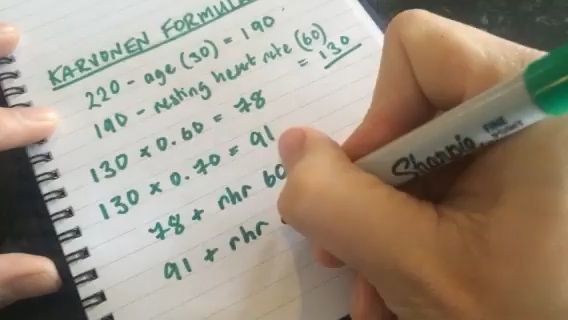 KARVONEN FORMULA
220 - age (30) = 190.
190 - resting heart rate (60)
= 130
130 x 0.60 = 78
130 x 0.70 = 91
78 + rhr 60
91 + rhr
Sharpie
FINE